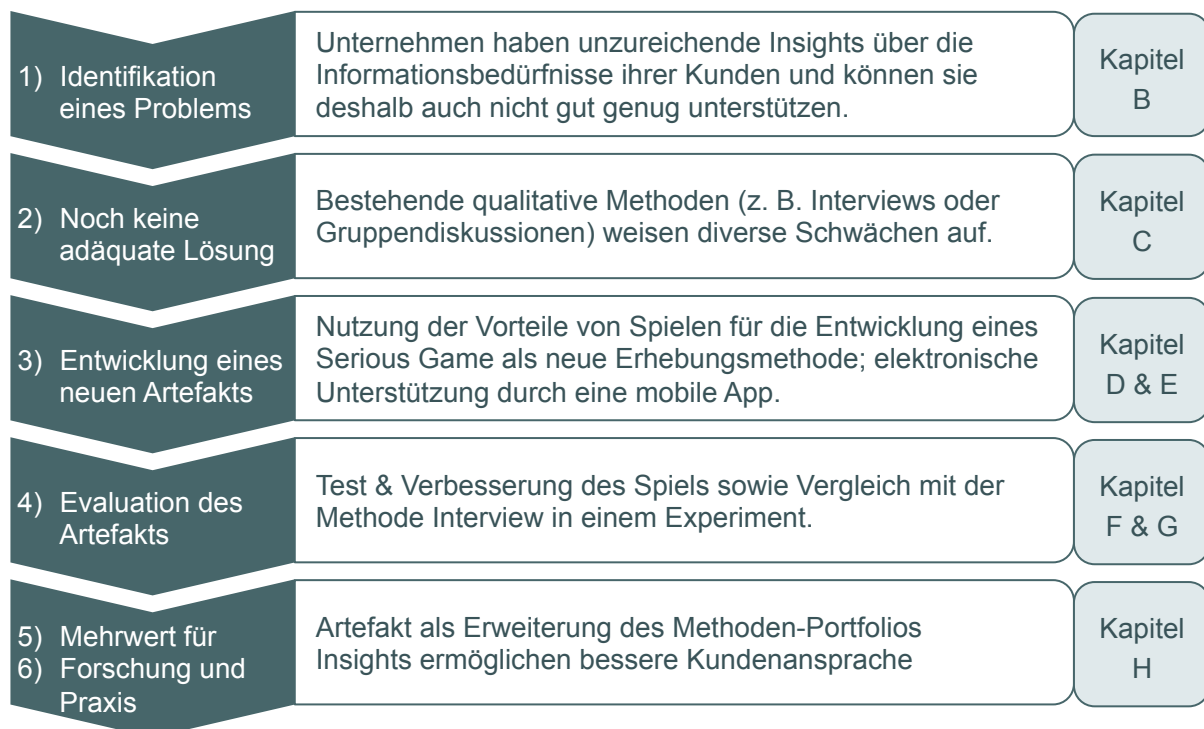 1) Identifikation
eines Problems
Unternehmen haben unzureichende Insights über die
Informationsbedürfnisse ihrer Kunden und können sie
deshalb auch nicht gut genug unterstützen.
Kapitel
B
2) Noch keine
adäquate Lösung
Bestehende qualitative Methoden (z. B. Interviews oder
Gruppendiskussionen) weisen diverse Schwächen auf.
Kapitel
C
3) Entwicklung eines
neuen Artefakts
Nutzung der Vorteile von Spielen für die Entwicklung eines
Serious Game als neue Erhebungsmethode; elektronische
Unterstützung durch eine mobile App.
Kapitel
D & E
4) Evaluation des
Artefakts
Test & Verbesserung des Spiels sowie Vergleich mit der
Methode Interview in einem Experiment.
Kapitel
F & G
5) Mehrwert für
6) Forschung und
Praxis
Artefakt als Erweiterung des Methoden-Portfolios
Insights ermöglichen bessere Kundenansprache
Kapitel
H